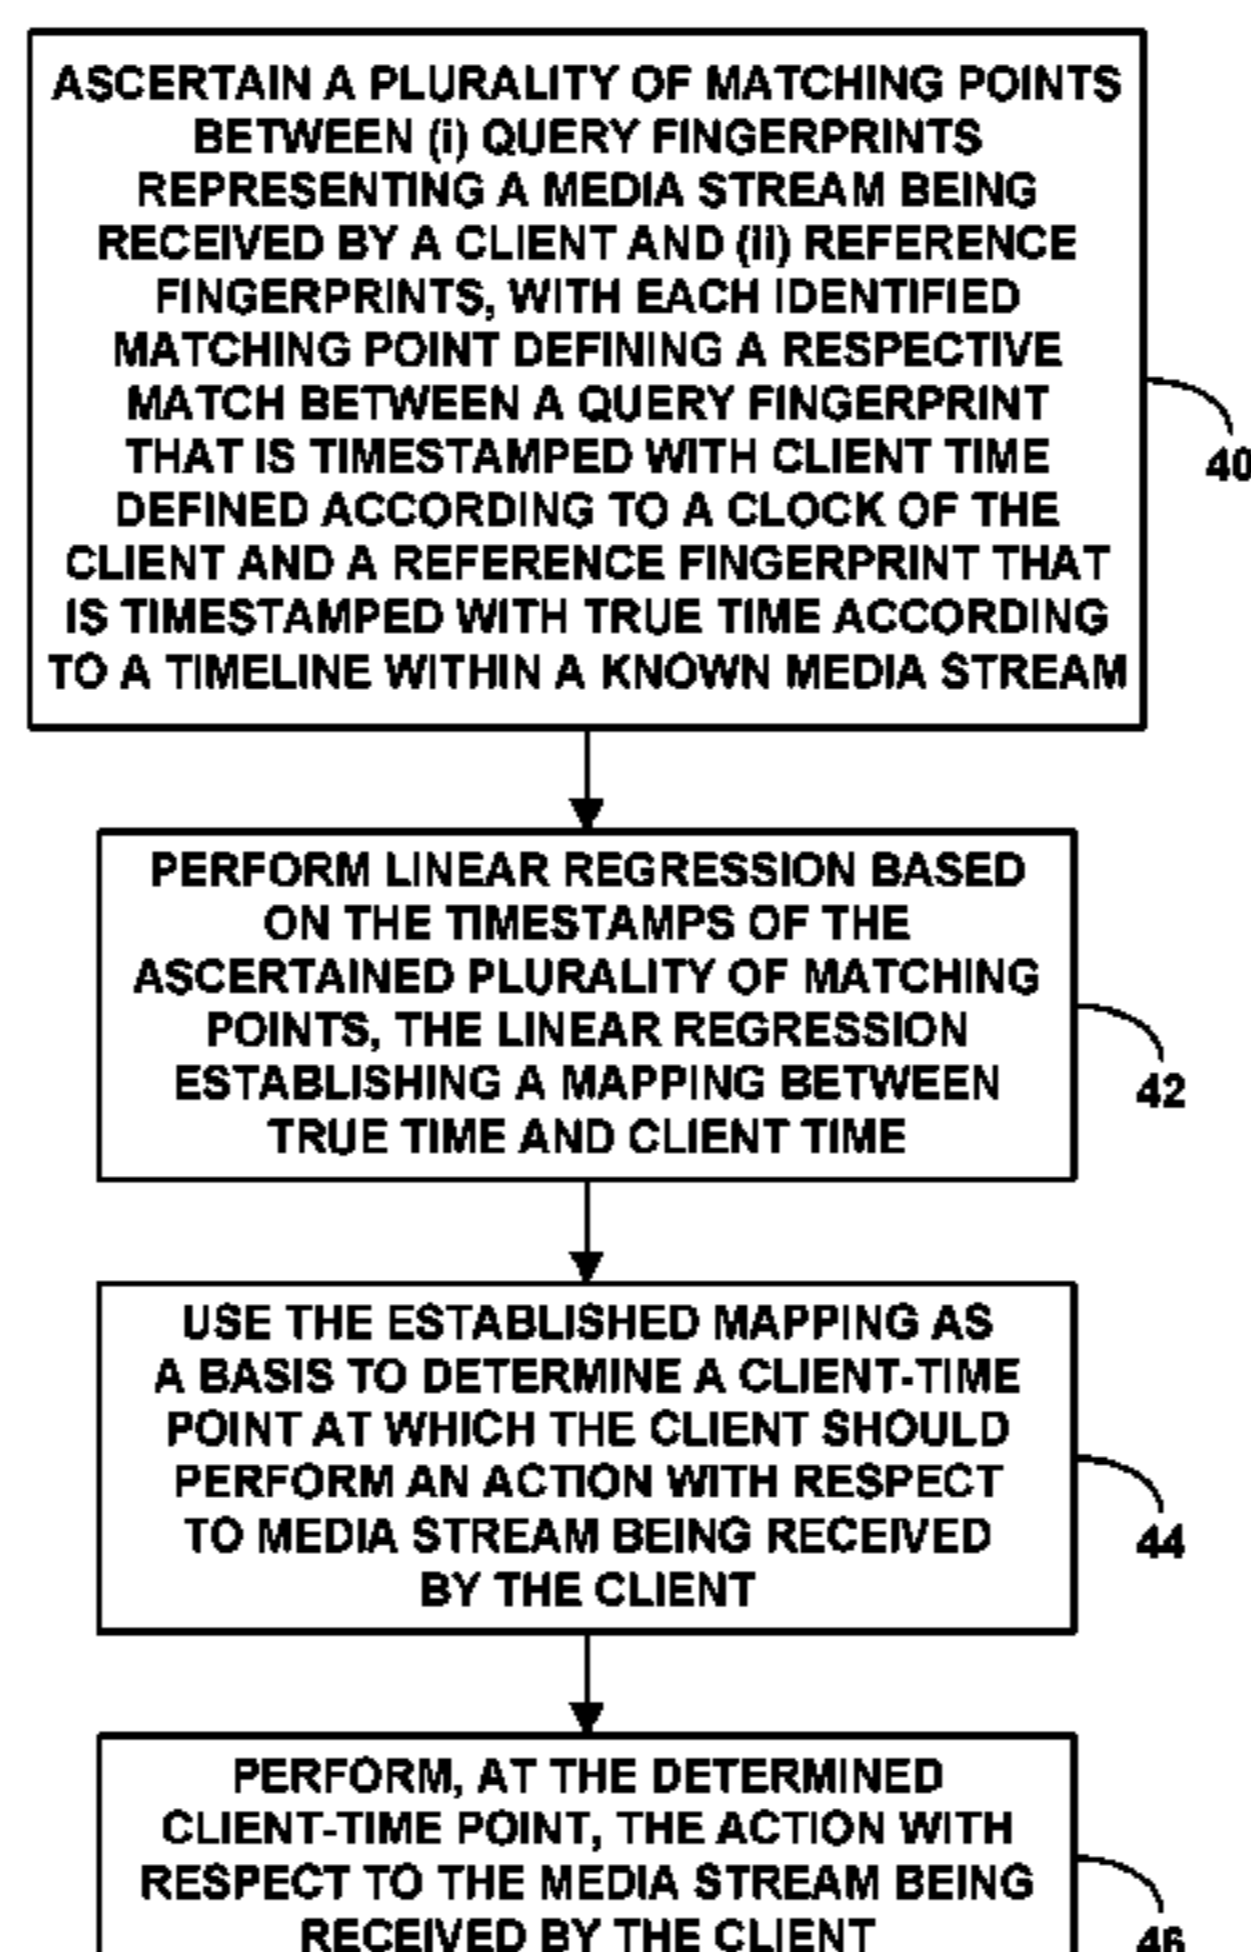 ASCERTAIN A PLURALITY OF MATCHING POINTS
BETWEEN (i) QUERY FINGERPRINTS
REPRESENTING A MEDIA STREAM BEING
RECEIVED BY A CLIENT AND (ii) REFERENCE
FINGERPRINTS, WITH EACH IDENTIFIED
MATCHING POINT DEFINING A RESPECTIVE
MATCH BETWEEN A QUERY FINGERPRINT
THAT IS TIMESTAMPED WITH CLIENT TIME
DEFINED ACCORDING TO A CLOCK OF THE
CLIENT AND A REFERENCE FINGERPRINT THAT
IS TIMESTAMPED WITH TRUE TIME ACCORDING
TO A TIMELINE WITHIN A KNOWN MEDIA STREAM
40
PERFORM LINEAR REGRESSION BASED
ON THE TIMESTAMPS OF THE
ASCERTAINED PLURALITY OF MATCHING
POINTS, THE LINEAR REGRESSION
ESTABLISHING A MAPPING BETWEEN
TRUE TIME AND CLIENT TIME
42
USE THE ESTABLISHED MAPPING AS
A BASIS TO DETERMINE A CLIENT-TIME
POINT AT WHICH THE CLIENT SHOULD
PERFORM AN ACTION WITH RESPECT
TO MEDIA STREAM BEING RECEIVED
BY THE CLIENT
44
PERFORM, AT THE DETERMINED
CLIENT-TIME POINT, THE ACTION WITH
RESPECT TO THE MEDIA STREAM BEING
RECEIVED BY THE CLIENT
46